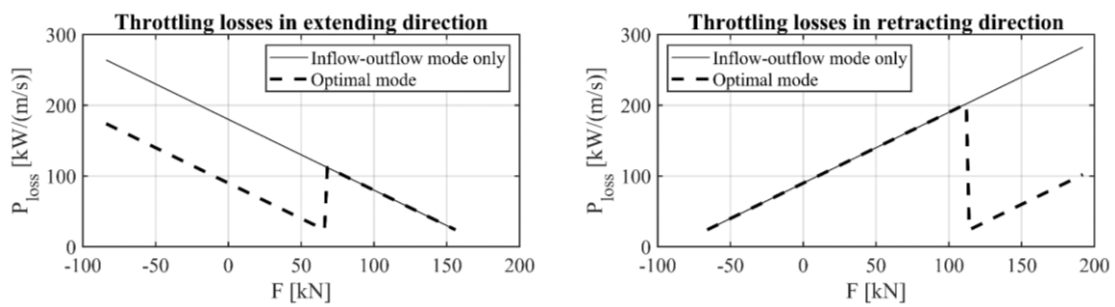 Throttling losses in extending direction
300
200
100
0
P_loss [kW/(m/s)]
Inflow-outflow mode only
Optimal mode
-100 -50 0 50 100 150 200
F [kN]
Throttling losses in retracting direction
300
200
100
0
P_loss [kW/(m/s)]
Inflow-outflow mode only
Optimal mode
-100 -50 0 50 100 150 200
F [kN]